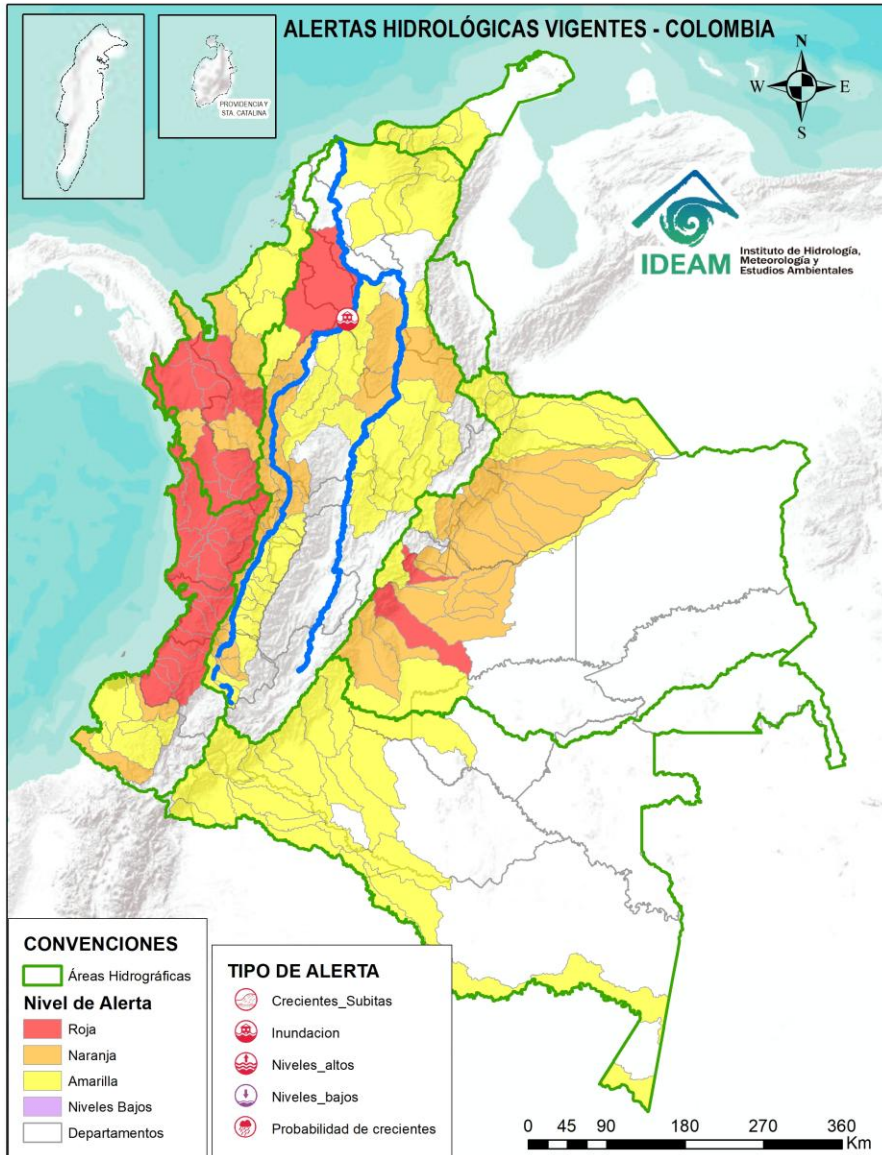 ALERTAS HIDROLÓGICAS VIGENTES - COLOMBIA
PROVIDENCIA Y
STA. CATALINA
N
W
E
S
IDEAM
Instituto de Hidrología,
Meteorología y
Estudios Ambientales
CONVENCIONES
Áreas Hidrográficas
Nivel de Alerta
Roja
Naranja
Amarilla
Niveles Bajos
Departamentos
TIPO DE ALERTA
Crecientes_Subitas
Inundacion
Niveles_altos
Niveles_bajos
Probabilidad de crecientes
0 45 90 180 270 360
Km